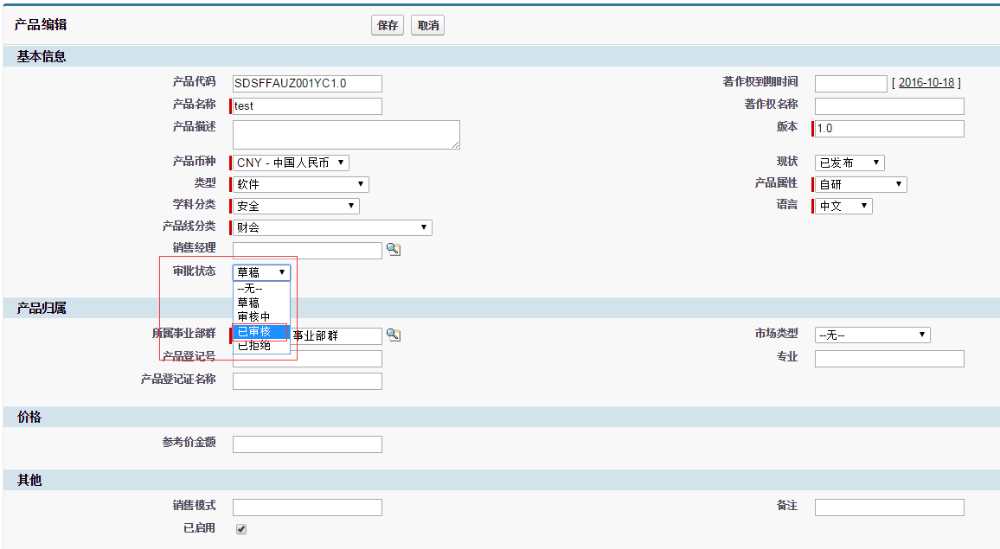 产品编辑 保存 取消
基本信息
产品代码 SDSFFAUZ001YC1.0 著作权到期时间 [ 2016-10-18 ]
产品名称 test 著作权名称
产品描述 版本 1.0
产品币种 CNY - 中国人民币 现状 已发布
类型 软件 产品属性 自研
学科分类 安全 语言 中文
产品线分类 财会
销售经理
审批状态 草稿
--无--
草稿
审核中
已审核
已拒绝
产品归属
所属事业部群 事业部群 市场类型 --无--
产品登记号 专业
产品登记证名称
价格
参考价金额
其他
销售模式 备注
已启用